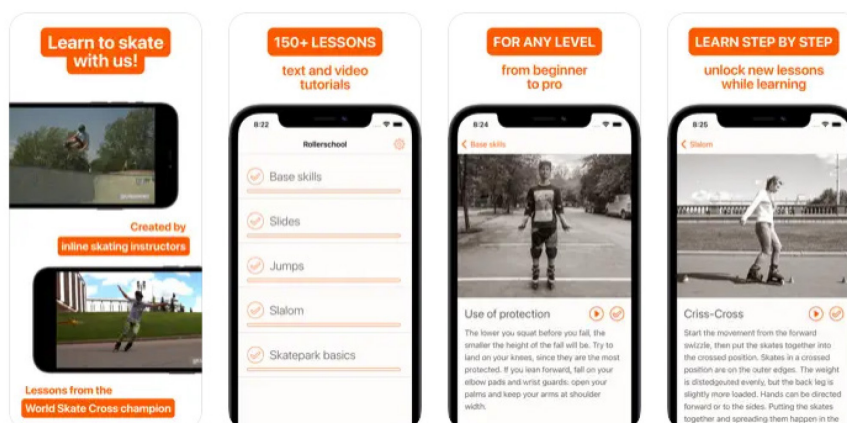 Learn to skate
with us!
Created by
inline skating instructors
Lessons from the
World Skate Cross champion
150+ LESSONS
text and video
tutorials
8:22
Rollerschool
Base skills
Slides
Jumps
Slalom
Skatepark basics
FOR ANY LEVEL
from beginner
to pro
8:24
Base skills
Use of protection
The lower you squat before you fall, the
smaller the height of the fall will be. Try to
land on your knees, since they are the most
protected. If you lean forward, fall on your
elbow pads and wrist guards: open your
palms and keep your arms at shoulder
width.
LEARN STEP BY STEP
unlock new lessons
while learning
8:25
Slalom
Criss-Cross
Start the movement from the forward
swizzle, then put the skates together into
the crossed position. Skates in a crossed
position are on the outer edges. The weight
is distedgeuted evenly, but the back leg is
slightly more loaded. Hands can be directed
forward or to the sides. Putting the skates
together and spreading them happen in the